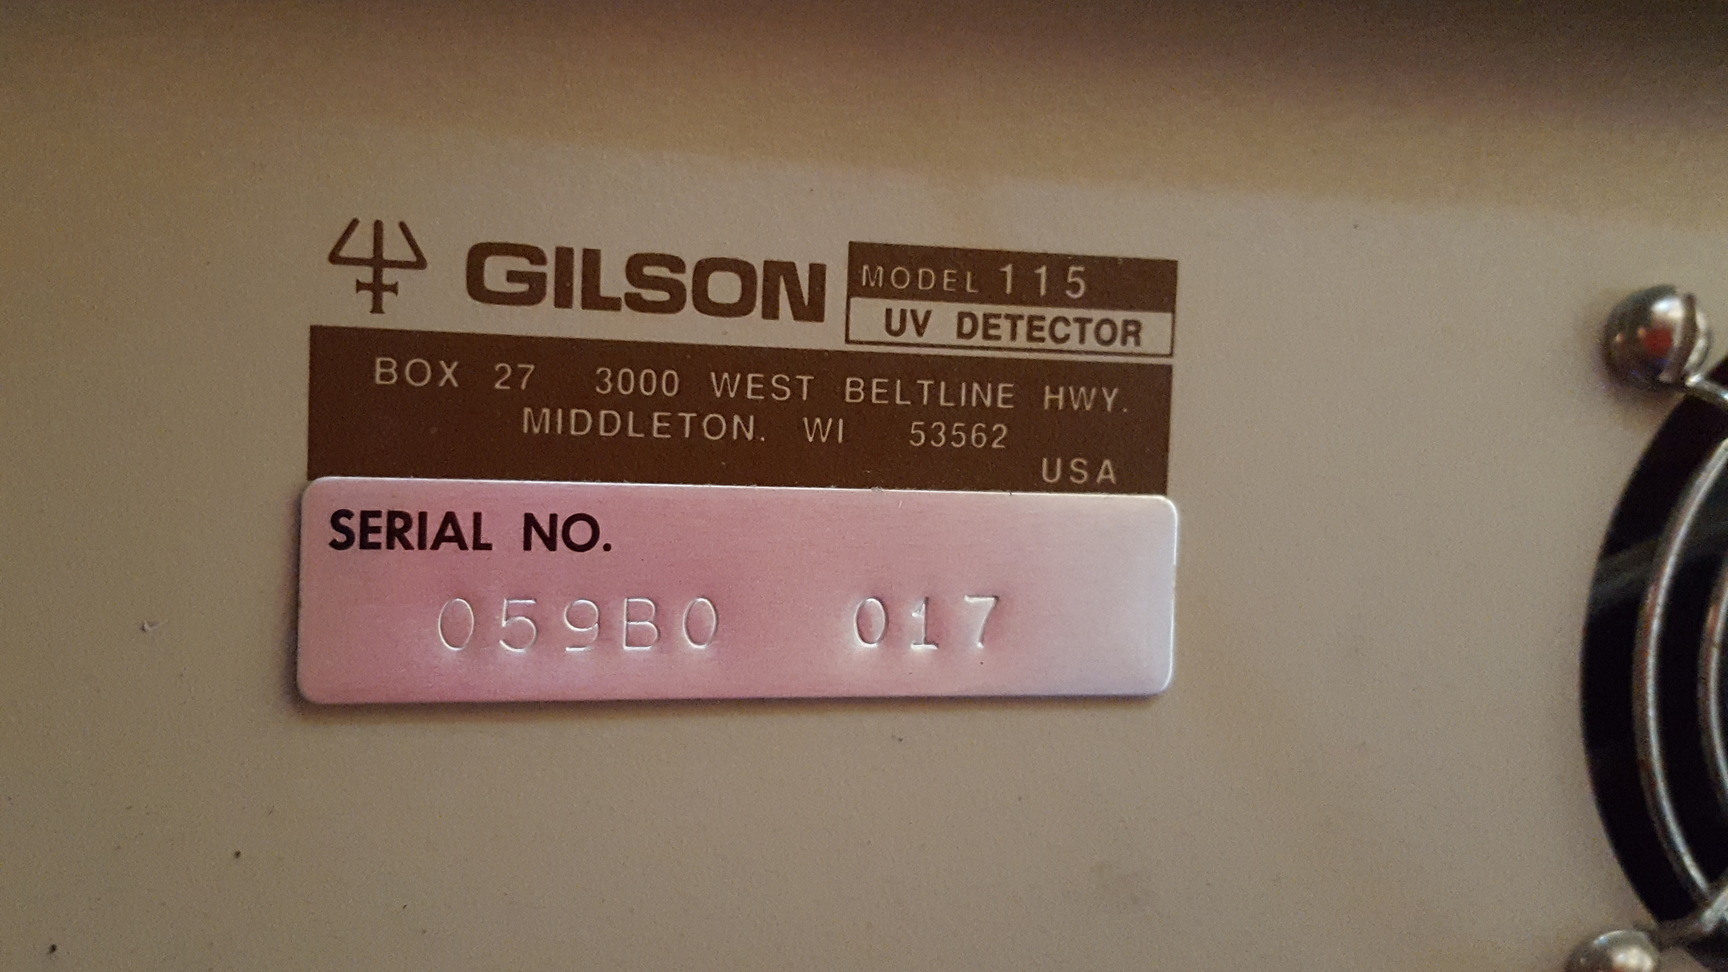 GILSON MODEL 115
UV DETECTOR
BOX 27 3000 WEST BELTLINE HWY.
MIDDLETON. WI 53562
USA
SERIAL NO.
059B0 017